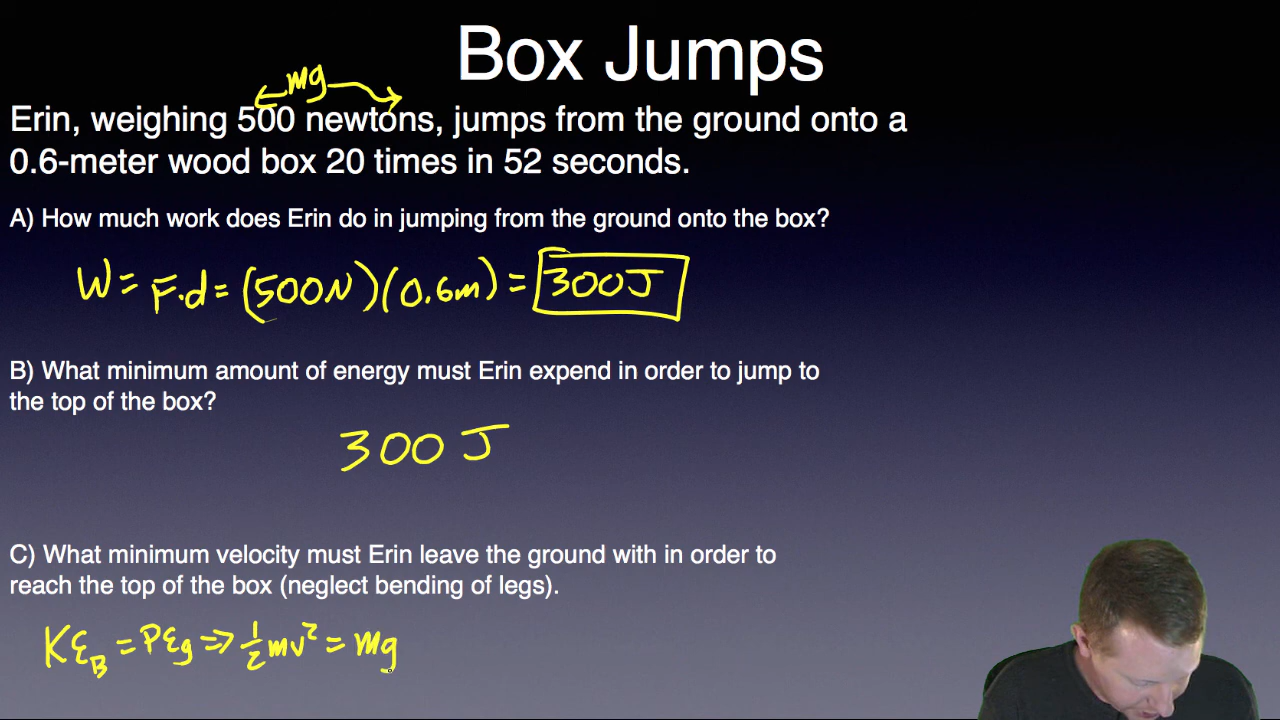 Box Jumps
mg
Erin, weighing 500 newtons, jumps from the ground onto a
0.6-meter wood box 20 times in 52 seconds.
A) How much work does Erin do in jumping from the ground onto the box?
W = F·d = (500N)(0.6m) = 300J
B) What minimum amount of energy must Erin expend in order to jump to
the top of the box?
300 J
C) What minimum velocity must Erin leave the ground with in order to
reach the top of the box (neglect bending of legs).
KE_B = PE_g ⇒ ½mv² = mg